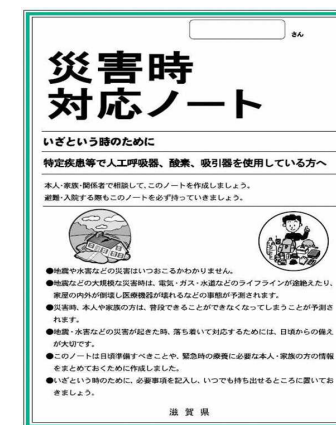 さん
災害時
対応ノート
いざという時のために
特定疾患等で人工呼吸器、酸素、吸引器を使用している方へ
本人・家族・関係者で相談して、このノートを作成しましょう。
避難・入院する際もこのノートを必ず持っていきましょう。
●地震や水害などの災害はいつおこるかわかりません。
●地震などの大規模な災害時は、電気・ガス・水道などのライフラインが途絶えたり、
家屋の内外が倒壊し医療機器が壊れるなどの事態が予測されます。
●災害時、本人や家族の方は、普段できることができなくなってしまうことが予測さ
れます。
●地震・水害などの災害が起きた時、落ち着いて対応するためには、日頃からの備え
が大切です。
●このノートは日頃準備すべきことや、緊急時の療養に必要な本人・家族の方の情報
をまとめておくために作成しました。
●いざという時のために、必要事項を記入し、いつでも持ち出せるところに置いてお
きましょう。
滋賀県